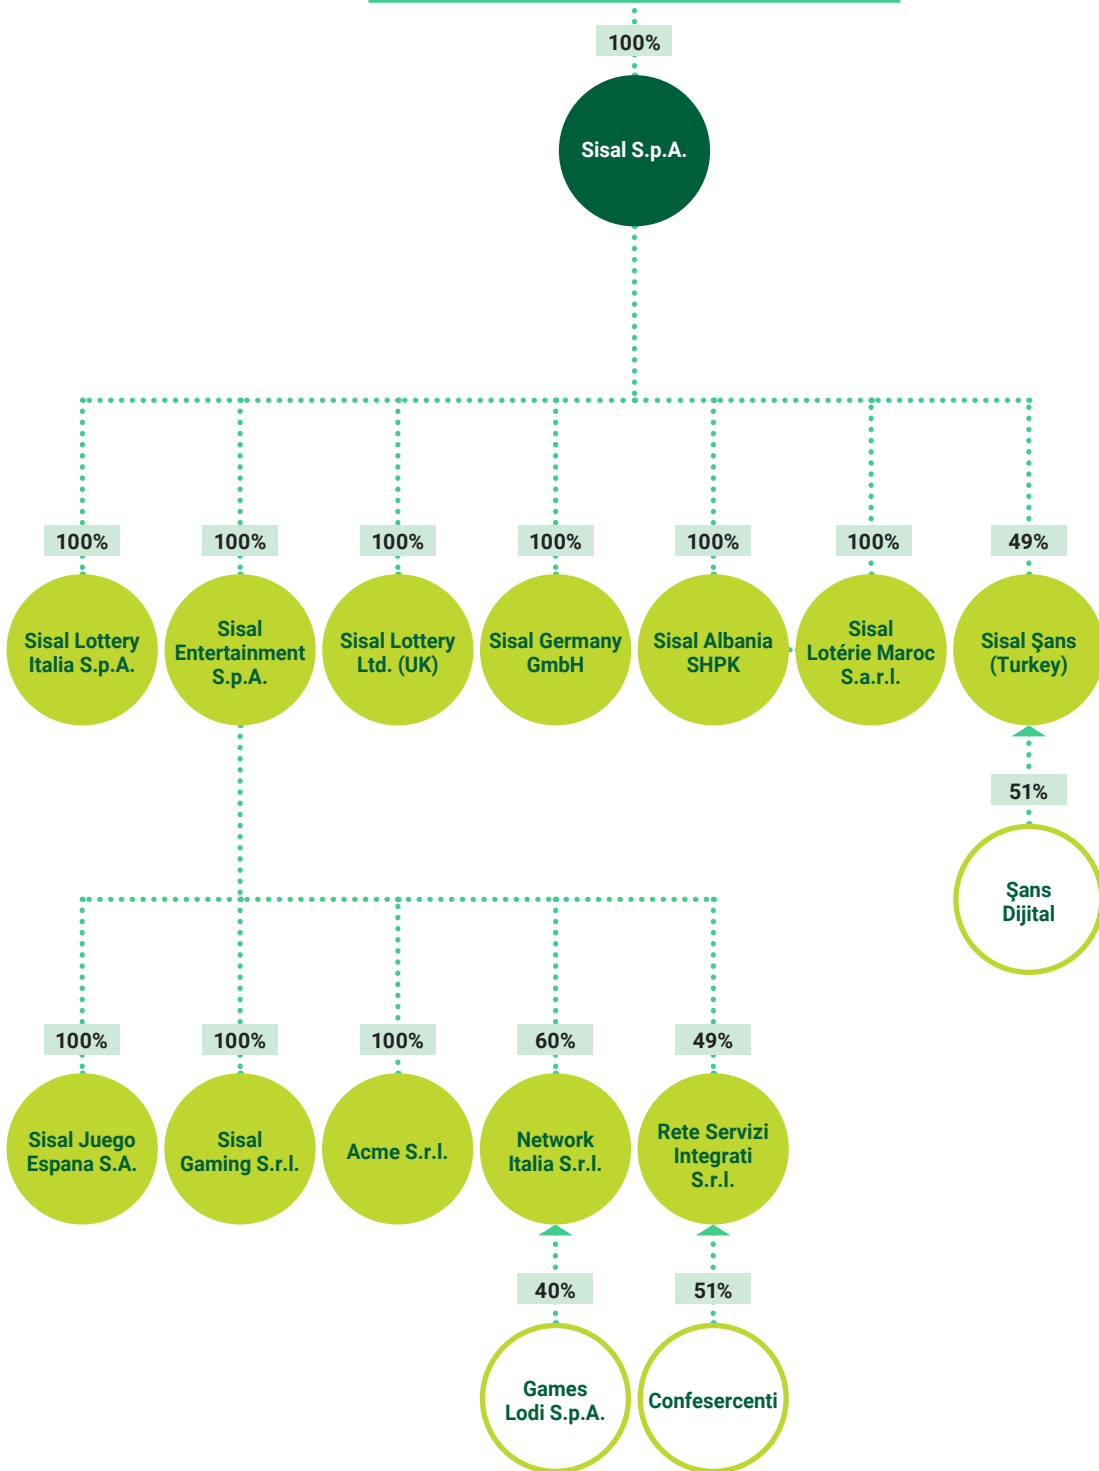 100%
Sisal S.p.A.
100%
100%
100%
100%
100%
100%
49%
Sisal Lottery
Italia S.p.A.
Sisal
Entertainment
S.p.A.
Sisal Lottery
Ltd. (UK)
Sisal Germany
GmbH
Sisal Albania
SHPK
Sisal
Lotérie Maroc
S.a.r.l.
Sisal Şans
(Turkey)
51%
Şans
Dijital
100%
100%
100%
60%
49%
Sisal Juego
Espana S.A.
Sisal
Gaming S.r.l.
Acme S.r.l.
Network
Italia S.r.l.
Rete Servizi
Integrati
S.r.l.
40%
51%
Games
Lodi S.p.A.
Confesercenti